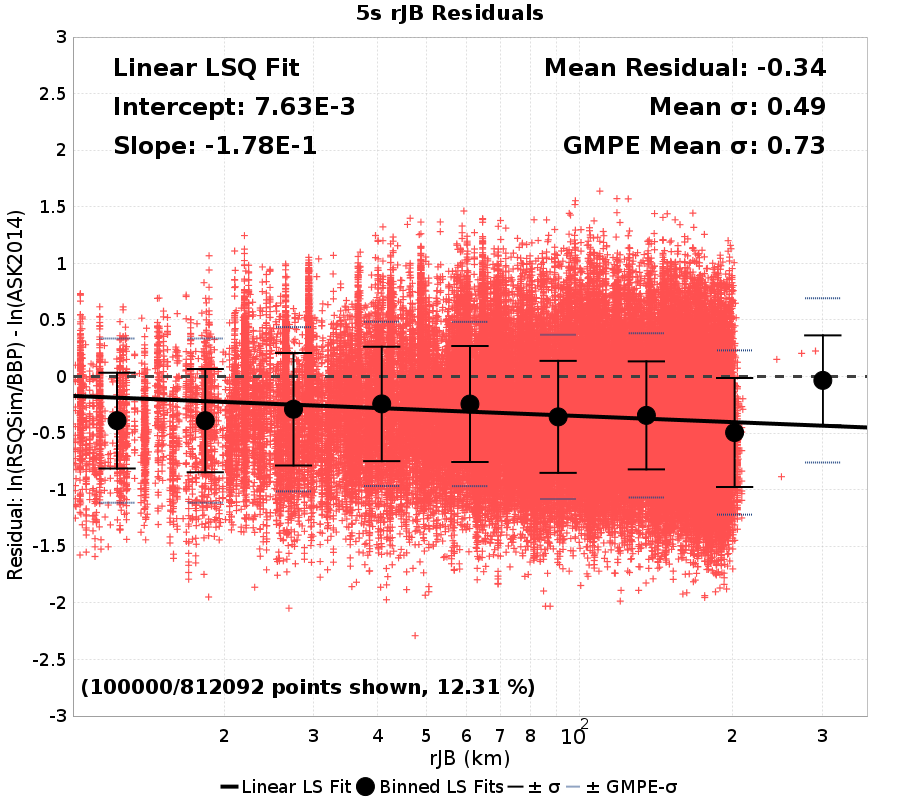 5s rJB Residuals
Linear LSQ Fit
Intercept: 7.63E-3
Slope: -1.78E-1
Mean Residual: -0.34
Mean σ: 0.49
GMPE Mean σ: 0.73
Residual: ln(RSQSim/BBP) - ln(ASK2014)
3
2.5
2
1.5
1
0.5
0
-0.5
-1
-1.5
-2
-2.5
-3
(100000/812092 points shown, 12.31 %)
2 3 4 5 6 7 8 10² 2 3
rJB (km)
Linear LS Fit Binned LS Fits ± σ ± GMPE-σ